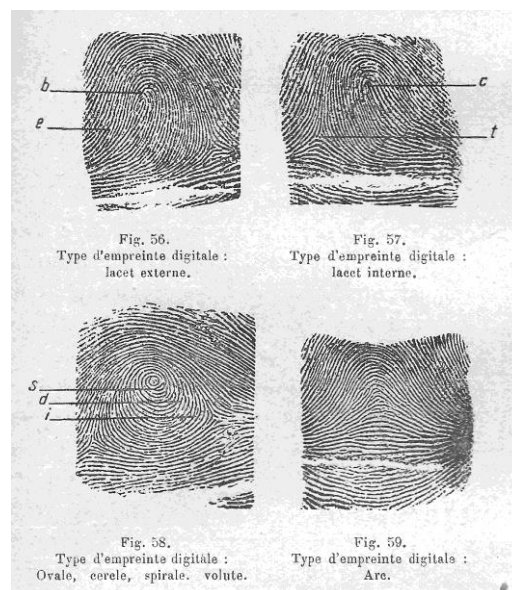 b
e
c
t
Fig. 56.
Type d'empreinte digitale :
lacet externe.
Fig. 57.
Type d'empreinte digitale :
lacet interne.
s
d
i
Fig. 58.
Type d'empreinte digitale :
Ovale, cercle, spirale. volute.
Fig. 59.
Type d'empreinte digitale :
Arc.